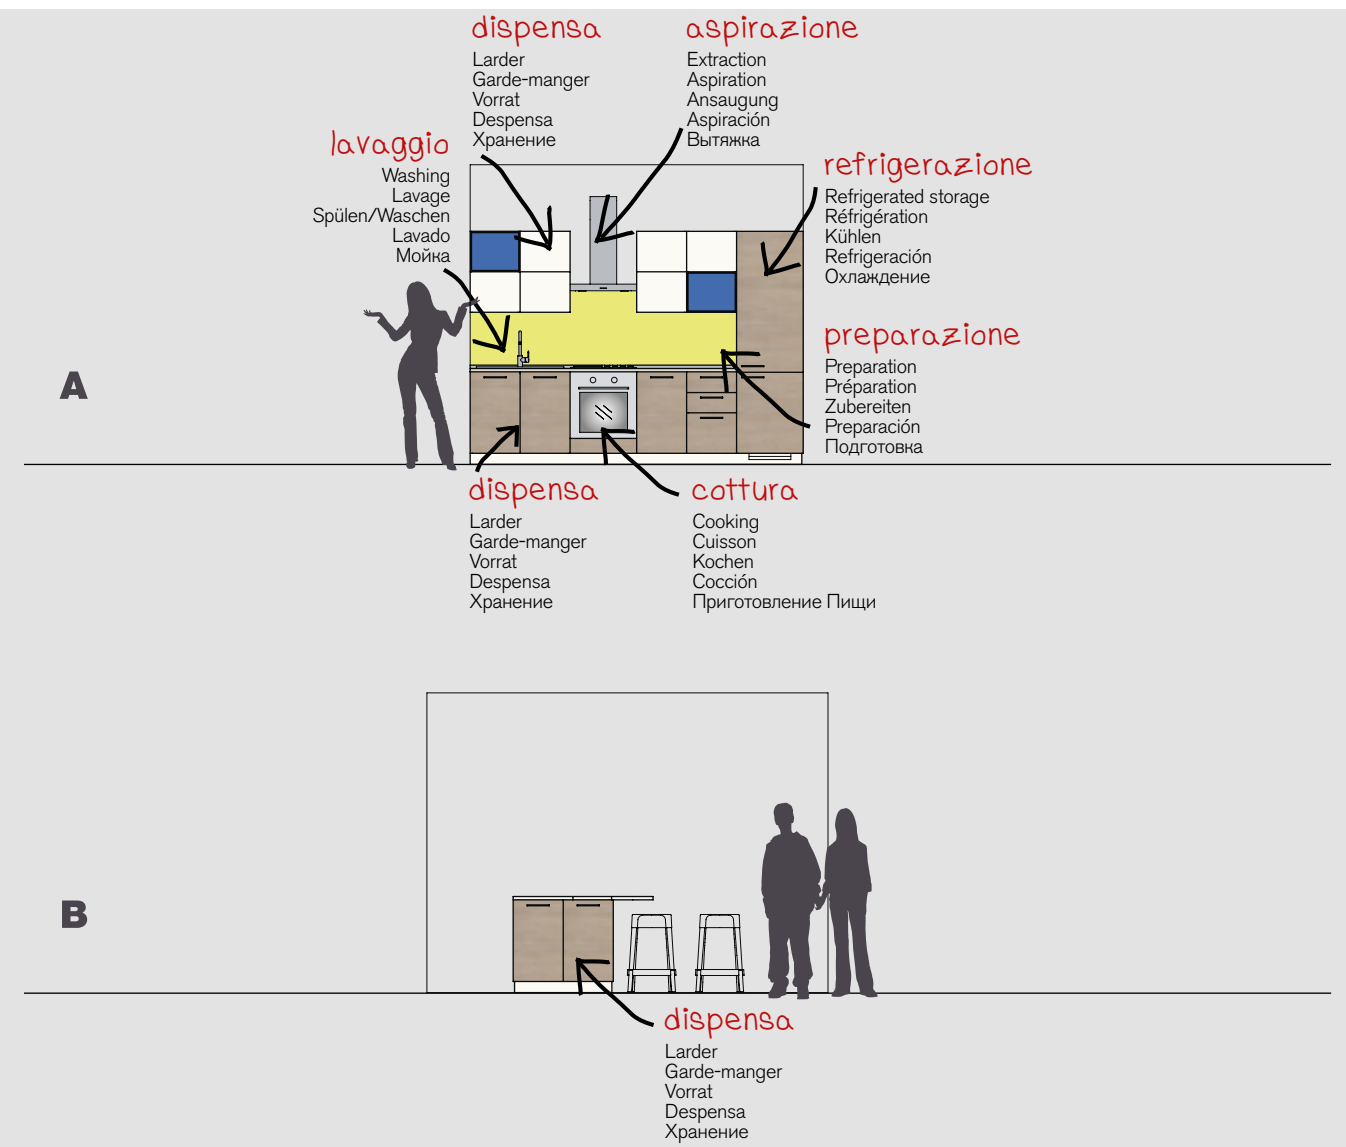 dispensa
Larder
Garde-manger
Vorrat
Despensa
Хранение
aspirazione
Extraction
Aspiration
Ansaugung
Aspiración
Вытяжка
lavaggio
Washing
Lavage
Spülen/Waschen
Lavado
Мойка
refrigerazione
Refrigerated storage
Réfrigération
Kühlen
Refrigeración
Охлаждение
preparazione
Preparation
Préparation
Zubereiten
Preparación
Подготовка
A
dispensa
Larder
Garde-manger
Vorrat
Despensa
Хранение
cottura
Cooking
Cuisson
Kochen
Cocción
Приготовление Пищи
B
dispensa
Larder
Garde-manger
Vorrat
Despensa
Хранение